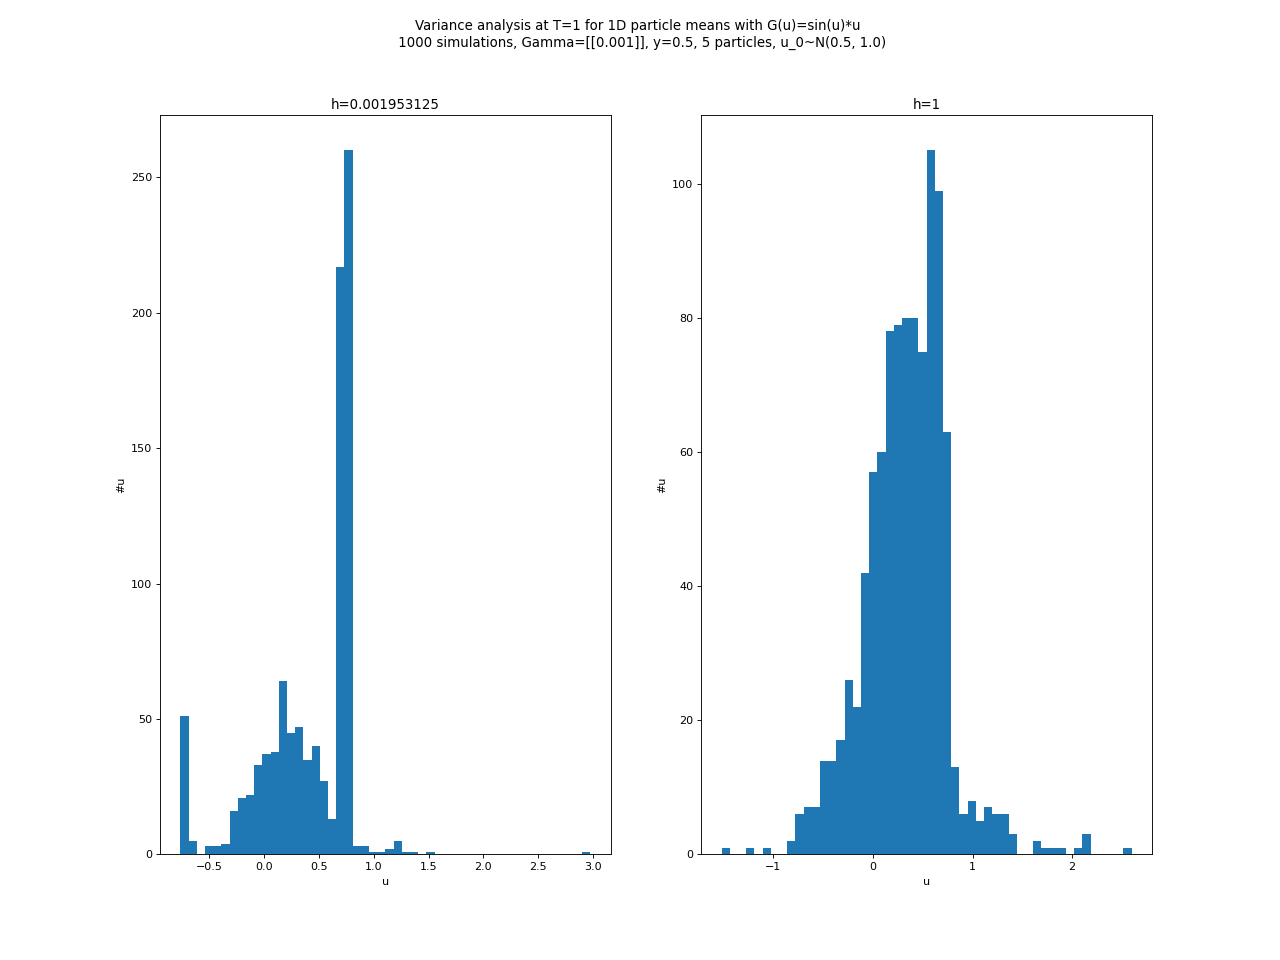 Variance analysis at T=1 for 1D particle means with G(u)=sin(u)*u
1000 simulations, Gamma=[[0.001]], y=0.5, 5 particles, u_0~N(0.5, 1.0)
h=0.001953125
250
200
150
100
50
0
#u
−0.5 0.0 0.5 1.0 1.5 2.0 2.5 3.0
u
h=1
100
80
60
40
20
0
#u
−1 0 1 2
u